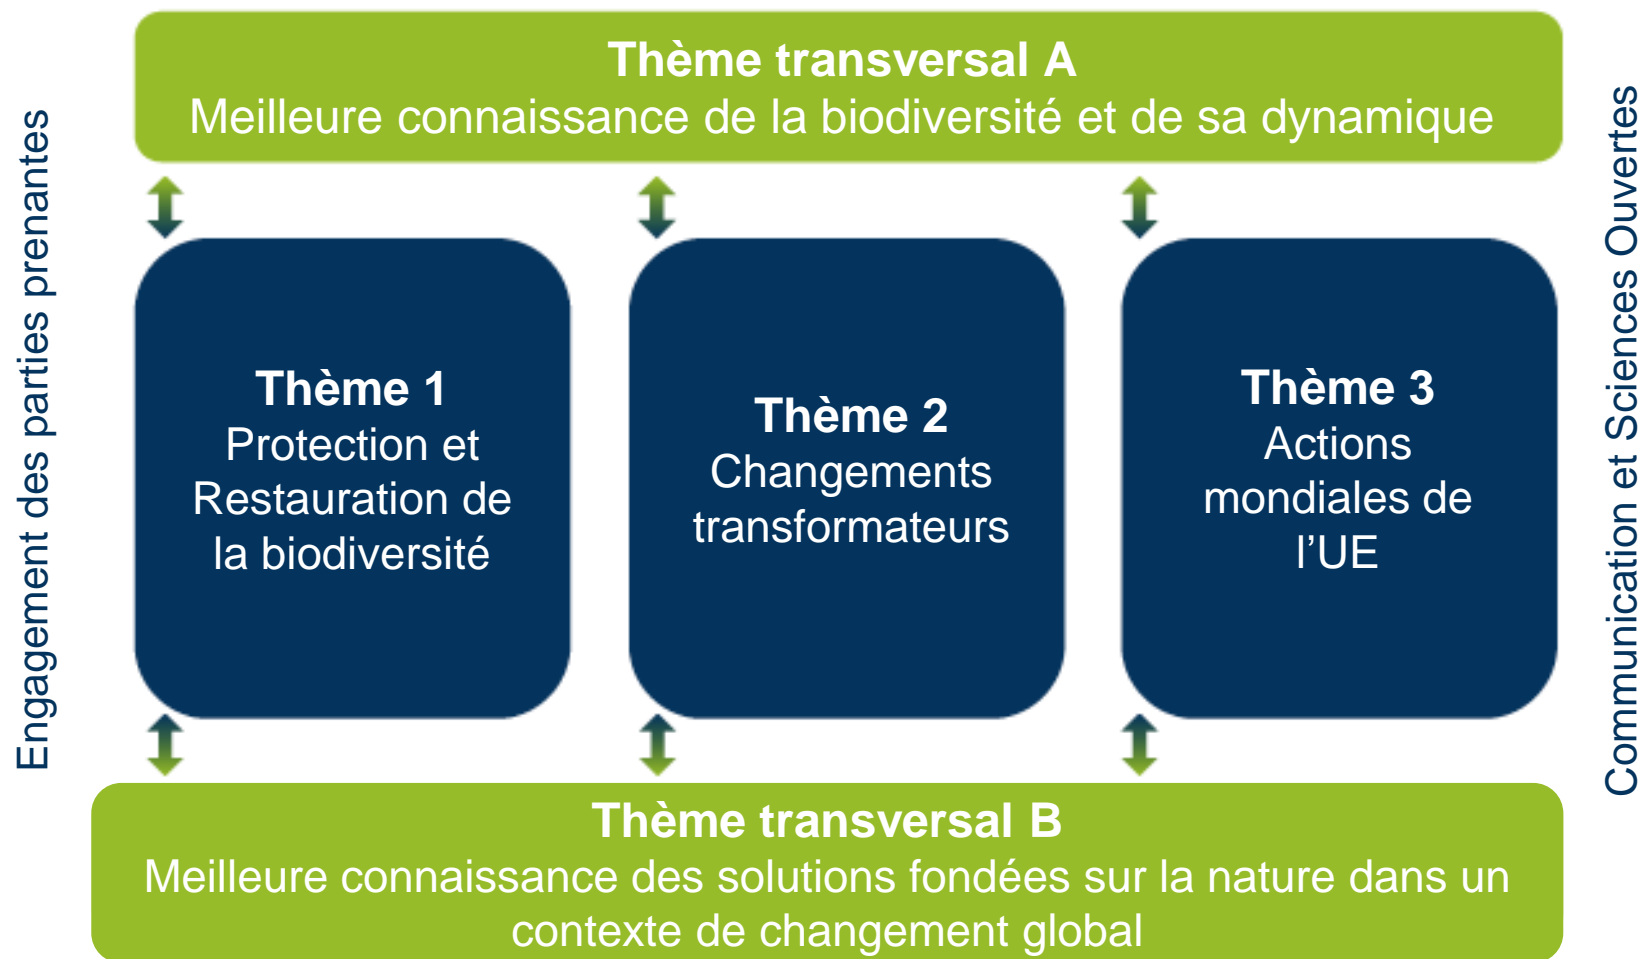 Thème transversal A
Meilleure connaissance de la biodiversité et de sa dynamique
Engagement des parties prenantes
Thème 1
Protection et
Restauration de
la biodiversité
Thème 2
Changements
transformateurs
Thème 3
Actions
mondiales de
l’UE
Communication et Sciences Ouvertes
Thème transversal B
Meilleure connaissance des solutions fondées sur la nature dans un
contexte de changement global